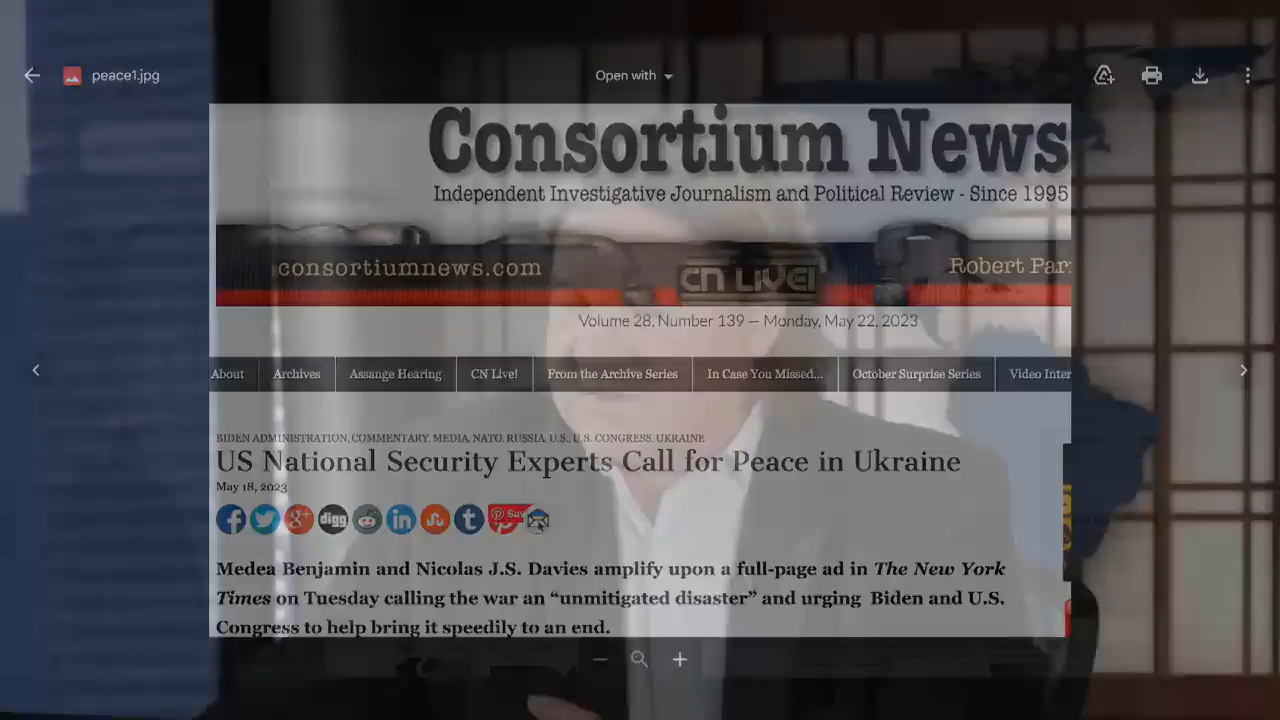 peace1.jpg
Open with
Consortium News
Independent Investigative Journalism and Political Review - Since 1995
consortiumnews.com
CN LIVE!
Robert Par
Volume 28, Number 139 — Monday, May 22, 2023
About
Archives
Assange Hearing
CN Live!
From the Archive Series
In Case You Missed...
October Surprise Series
Video Inter
BIDEN ADMINISTRATION, COMMENTARY, MEDIA, NATO, RUSSIA, U.S., U.S. CONGRESS, UKRAINE
US National Security Experts Call for Peace in Ukraine
May 18, 2023
digg
Save
Medea Benjamin and Nicolas J.S. Davies amplify upon a full-page ad in The New York
Times on Tuesday calling the war an “unmitigated disaster” and urging Biden and U.S.
Congress to help bring it speedily to an end.